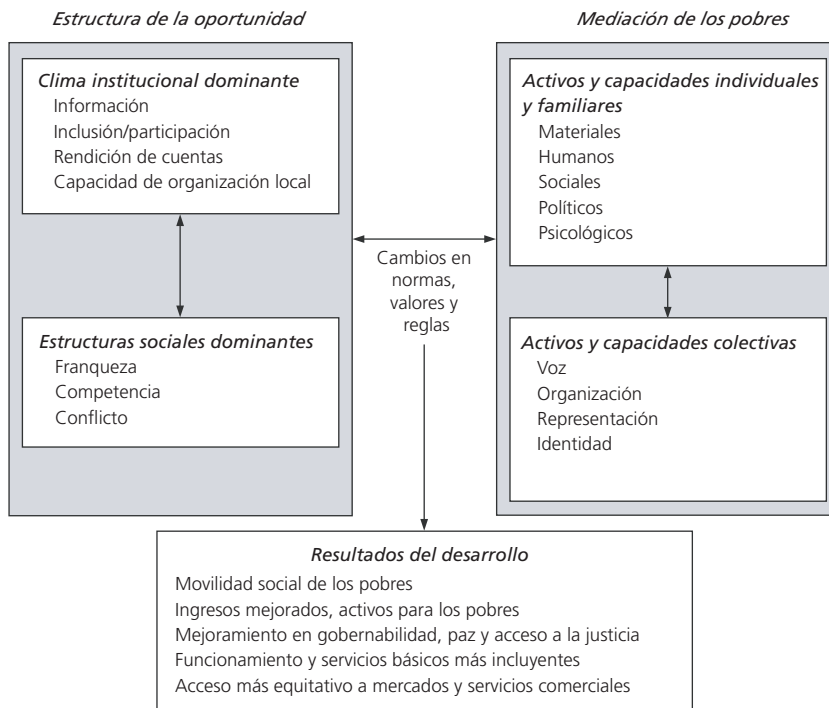 Estructura de la oportunidad
Clima institucional dominante
Información
Inclusión/participación
Rendición de cuentas
Capacidad de organización local
Estructuras sociales dominantes
Franqueza
Competencia
Conflicto
Cambios en
normas,
valores y
reglas
Mediación de los pobres
Activos y capacidades individuales
y familiares
Materiales
Humanos
Sociales
Políticos
Psicológicos
Activos y capacidades colectivas
Voz
Organización
Representación
Identidad
Resultados del desarrollo
Movilidad social de los pobres
Ingresos mejorados, activos para los pobres
Mejoramiento en gobernabilidad, paz y acceso a la justicia
Funcionamiento y servicios básicos más incluyentes
Acceso más equitativo a mercados y servicios comerciales